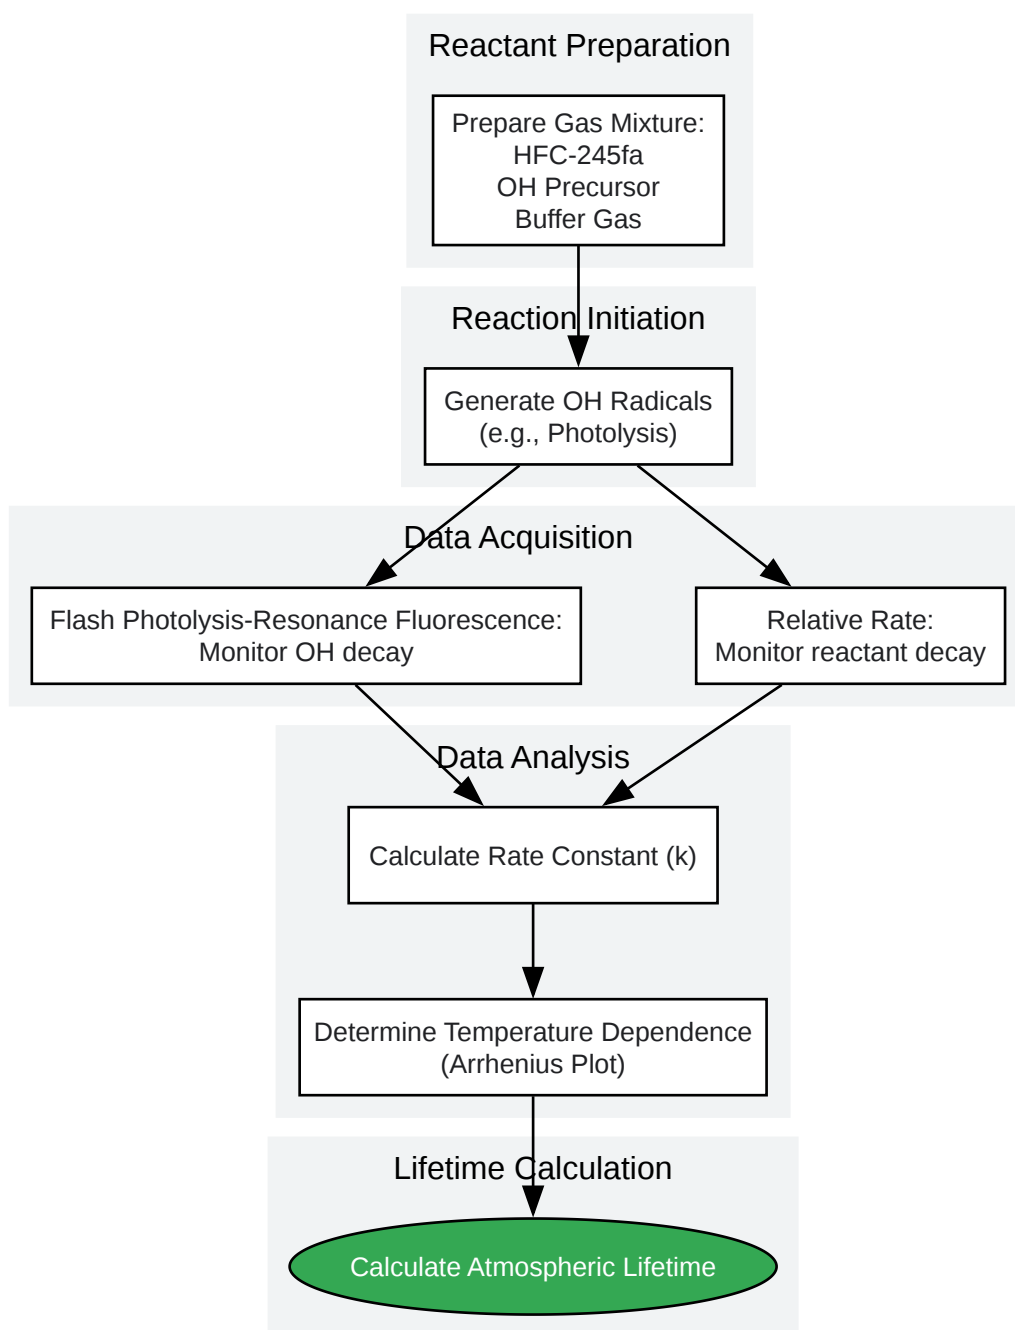 Reactant Preparation
Prepare Gas Mixture:
HFC-245fa
OH Precursor
Buffer Gas
Reaction Initiation
Generate OH Radicals
(e.g., Photolysis)
Data Acquisition
Flash Photolysis-Resonance Fluorescence:
Monitor OH decay
Relative Rate:
Monitor reactant decay
Data Analysis
Calculate Rate Constant (k)
Determine Temperature Dependence
(Arrhenius Plot)
Lifetime Calculation
Calculate Atmospheric Lifetime